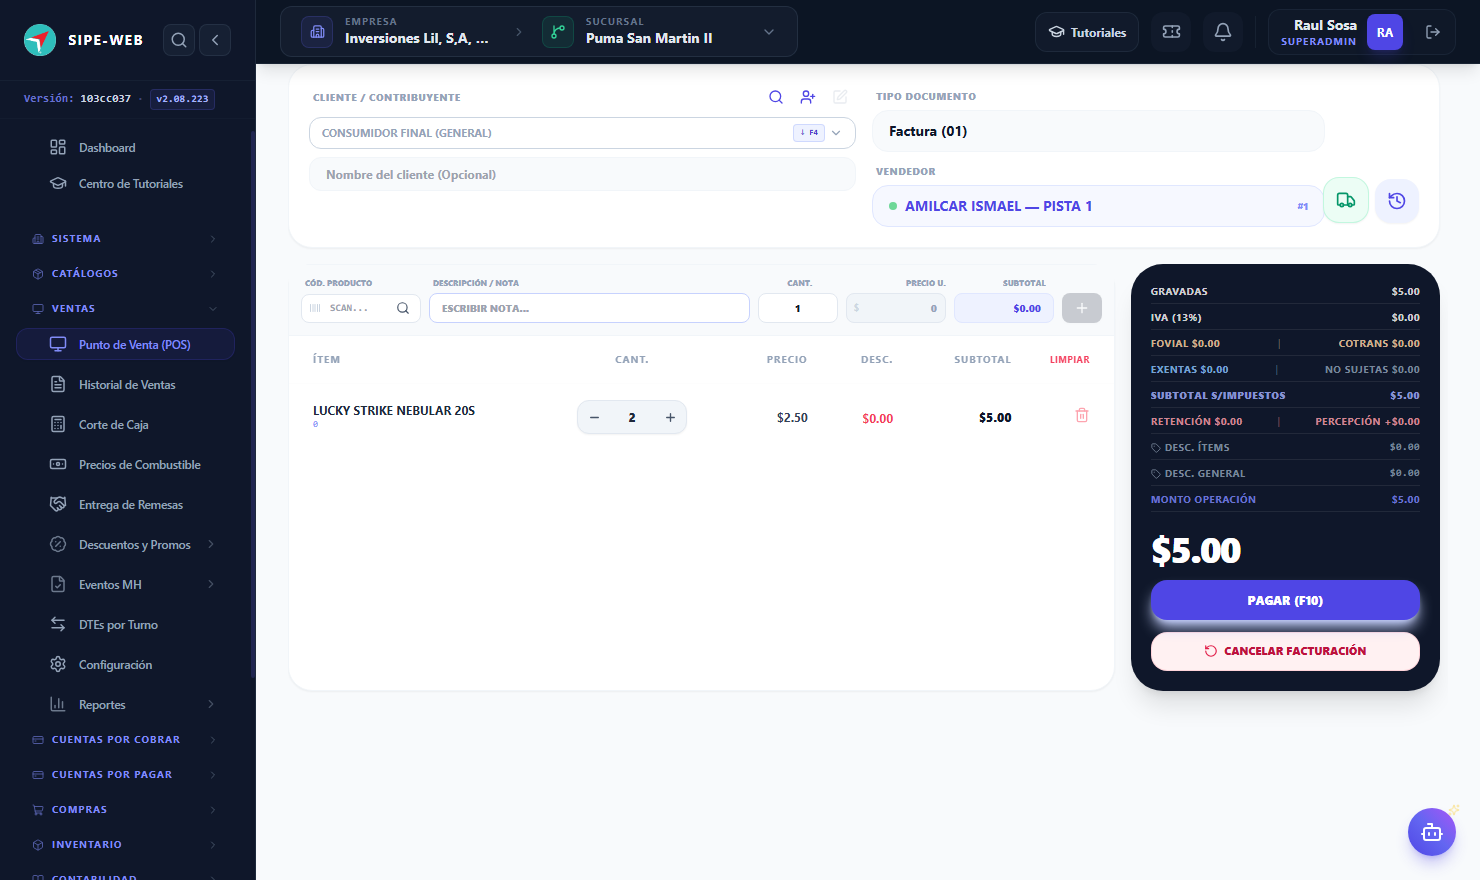 SIPE-WEB
Versión: 103cc037 · v2.08.223
Dashboard
Centro de Tutoriales
SISTEMA
CATÁLOGOS
VENTAS
Punto de Venta (POS)
Historial de Ventas
Corte de Caja
Precios de Combustible
Entrega de Remesas
Descuentos y Promos
Eventos MH
DTEs por Turno
Configuración
Reportes
CUENTAS POR COBRAR
CUENTAS POR PAGAR
COMPRAS
INVENTARIO
CONTABILIDAD
EMPRESA
Inversiones Lil, S,A, ...
SUCURSAL
Puma San Martin II
Tutoriales
Raul Sosa
SUPERADMIN
RA
CLIENTE / CONTRIBUYENTE
CONSUMIDOR FINAL (GENERAL)
↓ F4
Nombre del cliente (Opcional)
TIPO DOCUMENTO
Factura (01)
VENDEDOR
AMILCAR ISMAEL — PISTA 1
#1
CÓD. PRODUCTO DESCRIPCIÓN / NOTA CANT. PRECIO U. SUBTOTAL
SCAN... ESCRIBIR NOTA... 1 $ 0 $0.00 +
ÍTEM CANT. PRECIO DESC. SUBTOTAL LIMPIAR
LUCKY STRIKE NEBULAR 20S − 2 + $2.50 $0.00 $5.00
0
GRAVADAS $5.00
IVA (13%) $0.00
FOVIAL $0.00 | COTRANS $0.00
EXENTAS $0.00 | NO SUJETAS $0.00
SUBTOTAL S/IMPUESTOS $5.00
RETENCIÓN $0.00 | PERCEPCIÓN +$0.00
DESC. ÍTEMS $0.00
DESC. GENERAL $0.00
MONTO OPERACIÓN $5.00
$5.00
PAGAR (F10)
CANCELAR FACTURACIÓN